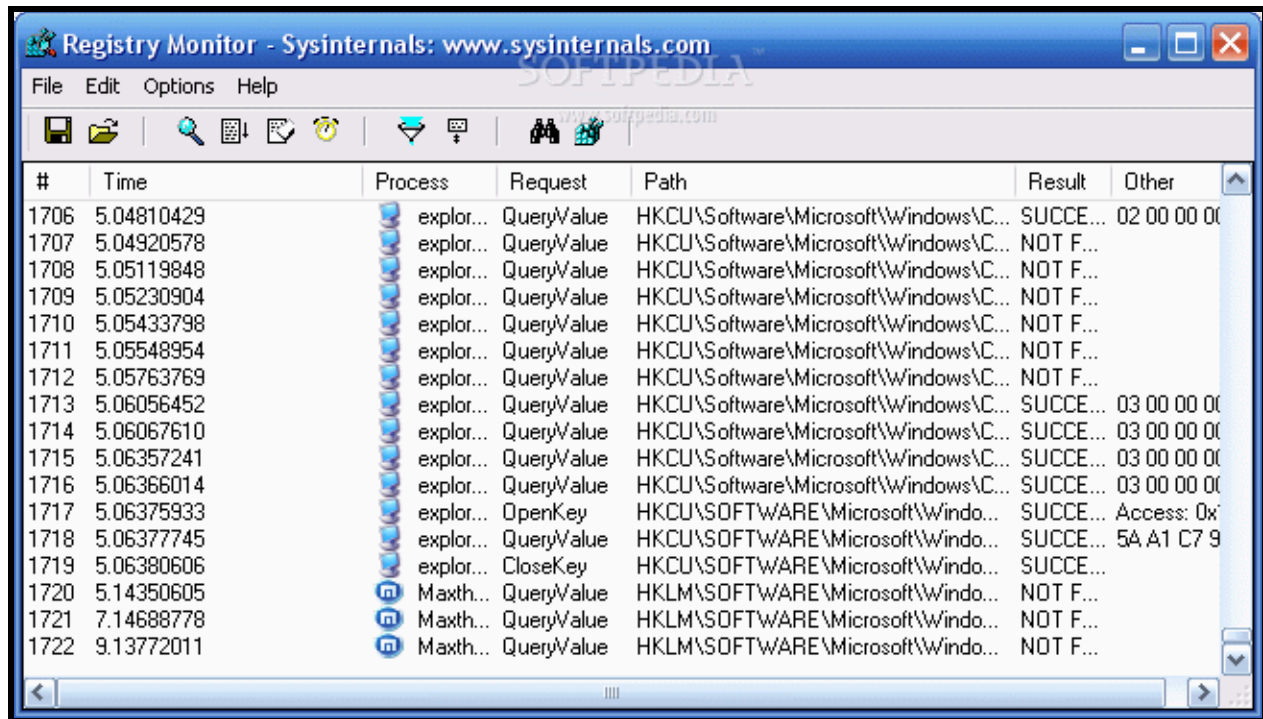 Registry Monitor - Sysinternals: www.sysinternals.com
SOFTPEDIA
www.softpedia.com
File Edit Options Help
# Time Process Request Path Result Other
1706 5.04810429 explor... QueryValue HKCU\Software\Microsoft\Windows\C... SUCCE... 02 00 00 00
1707 5.04920578 explor... QueryValue HKCU\Software\Microsoft\Windows\C... NOT F...
1708 5.05119848 explor... QueryValue HKCU\Software\Microsoft\Windows\C... NOT F...
1709 5.05230904 explor... QueryValue HKCU\Software\Microsoft\Windows\C... NOT F...
1710 5.05433798 explor... QueryValue HKCU\Software\Microsoft\Windows\C... NOT F...
1711 5.05548954 explor... QueryValue HKCU\Software\Microsoft\Windows\C... NOT F...
1712 5.05763769 explor... QueryValue HKCU\Software\Microsoft\Windows\C... NOT F...
1713 5.06056452 explor... QueryValue HKCU\Software\Microsoft\Windows\C... SUCCE... 03 00 00 00
1714 5.06067610 explor... QueryValue HKCU\Software\Microsoft\Windows\C... SUCCE... 03 00 00 00
1715 5.06357241 explor... QueryValue HKCU\Software\Microsoft\Windows\C... SUCCE... 03 00 00 00
1716 5.06366014 explor... QueryValue HKCU\Software\Microsoft\Windows\C... SUCCE... 03 00 00 00
1717 5.06375933 explor... OpenKey HKCU\SOFTWARE\Microsoft\Windo... SUCCE... Access: 0x
1718 5.06377745 explor... QueryValue HKCU\SOFTWARE\Microsoft\Windo... SUCCE... 5A A1 C7 9
1719 5.06380606 explor... CloseKey HKCU\SOFTWARE\Microsoft\Windo... SUCCE...
1720 5.14350605 Maxth... QueryValue HKLM\SOFTWARE\Microsoft\Windo... NOT F...
1721 7.14688778 Maxth... QueryValue HKLM\SOFTWARE\Microsoft\Windo... NOT F...
1722 9.13772011 Maxth... QueryValue HKLM\SOFTWARE\Microsoft\Windo... NOT F...